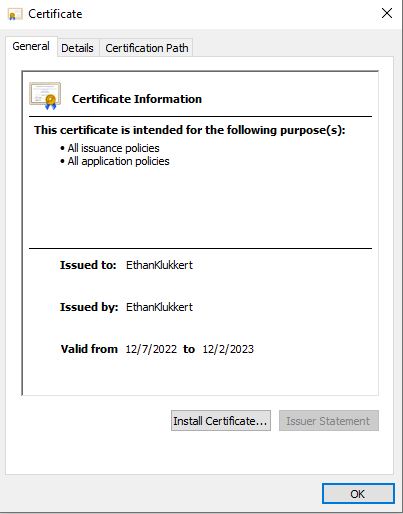 Certificate
General Details Certification Path
Certificate Information
This certificate is intended for the following purpose(s):
• All issuance policies
• All application policies
Issued to: EthanKlukkert
Issued by: EthanKlukkert
Valid from 12/7/2022 to 12/2/2023
Install Certificate... Issuer Statement
OK